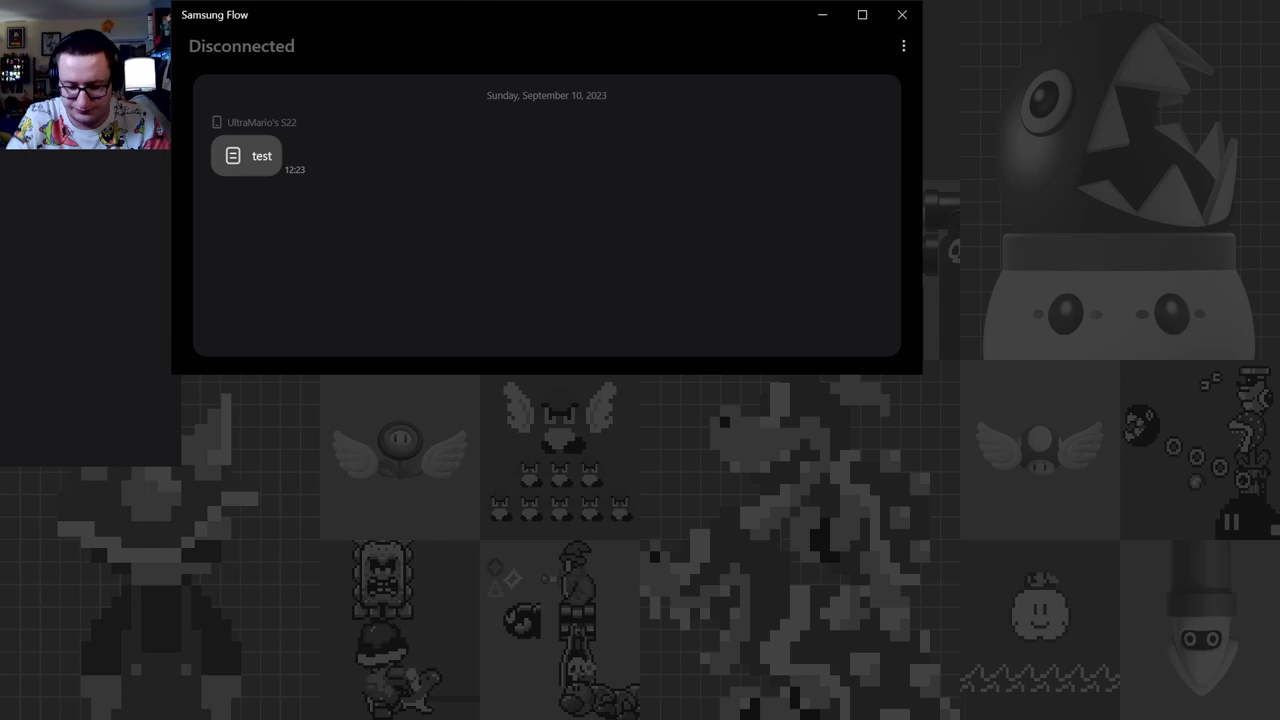 Samsung Flow
Disconnected
Sunday, September 10, 2023
UltraMario's S22
test
12:23